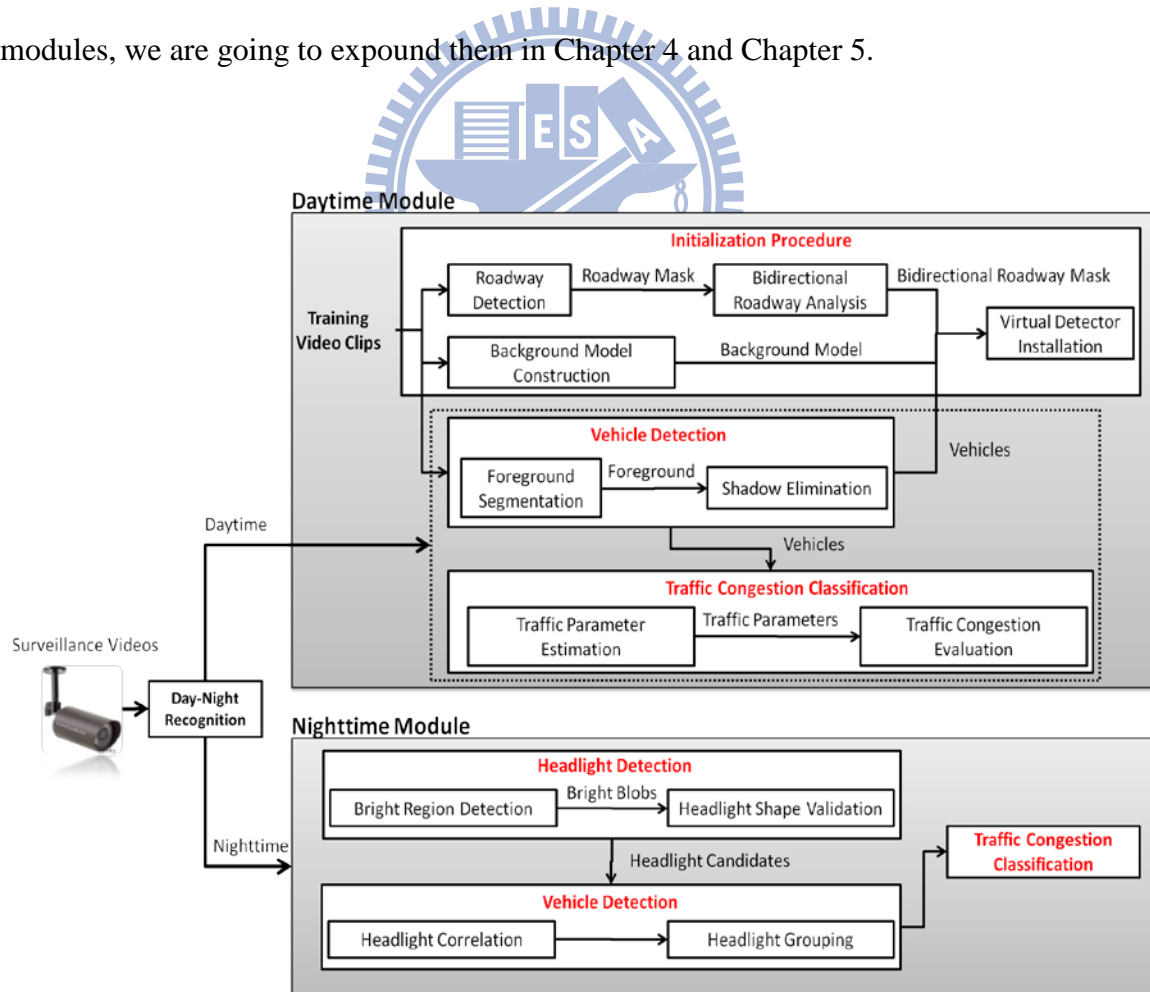 modules, we are going to expound them in Chapter 4 and Chapter 5.
E S A
Daytime Module
Initialization Procedure
Roadway
Detection
Roadway Mask
Bidirectional
Roadway Analysis
Bidirectional Roadway Mask
Training
Video Clips
Virtual Detector
Installation
Background Model
Construction
Background Model
Vehicle Detection
Vehicles
Foreground
Segmentation
Foreground
Shadow Elimination
Daytime
Vehicles
Traffic Congestion Classification
Traffic Parameter
Estimation
Traffic Parameters
Traffic Congestion
Evaluation
Surveillance Videos
Day-Night
Recognition
Nighttime Module
Headlight Detection
Bright Region Detection
Bright Blobs
Headlight Shape Validation
Nighttime
Headlight Candidates
Traffic Congestion
Classification
Vehicle Detection
Headlight Correlation
Headlight Grouping